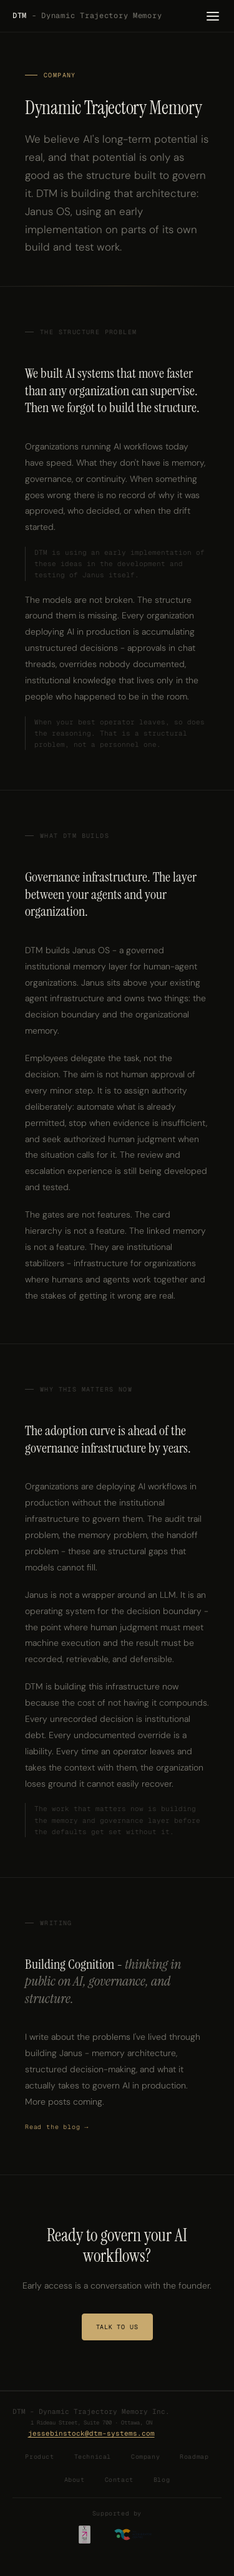 DTM - Dynamic Trajectory Memory
COMPANY
Dynamic Trajectory Memory
We believe AI's long-term potential
is real, and that potential is only as
good as the structure built to govern
it. DTM is building that architecture:
Janus OS, using an early
implementation on parts of its own
build and test work.
THE STRUCTURE PROBLEM
We built AI systems that move faster
than any organization can supervise.
Then we forgot to build the structure.
Organizations running AI workflows today
have speed. What they don't have is memory,
governance, or continuity. When something
goes wrong there is no record of why it was
approved, who decided, or when the drift
started.
DTM is using an early implementation of
these ideas in the development and
testing of Janus itself.
The models are not broken. The structure
around them is missing. Every organization
deploying AI in production is accumulating
unstructured decisions - approvals in chat
threads, overrides nobody documented,
institutional knowledge that lives only in the
people who happened to be in the room.
When your best operator leaves, so does
the reasoning. That is a structural
problem, not a personnel one.
WHAT DTM BUILDS
Governance infrastructure. The layer
between your agents and your
organization.
DTM builds Janus OS - a governed
institutional memory layer for human-agent
organizations. Janus sits above your existing
agent infrastructure and owns two things: the
decision boundary and the organizational
memory.
Employees delegate the task, not the
decision. The aim is not human approval of
every minor step. It is to assign authority
deliberately: automate what is already
permitted, stop when evidence is insufficient,
and seek authorized human judgment when
the situation calls for it. The review and
escalation experience is still being developed
and tested.
The gates are not features. The card
hierarchy is not a feature. The linked memory
is not a feature. They are institutional
stabilizers - infrastructure for organizations
where humans and agents work together and
the stakes of getting it wrong are real.
WHY THIS MATTERS NOW
The adoption curve is ahead of the
governance infrastructure by years.
Organizations are deploying AI workflows in
production without the institutional
infrastructure to govern them. The audit trail
problem, the memory problem, the handoff
problem - these are structural gaps that
models cannot fill.
Janus is not a wrapper around an LLM. It is an
operating system for the decision boundary -
the point where human judgment must meet
machine execution and the result must be
recorded, retrievable, and defensible.
DTM is building this infrastructure now
because the cost of not having it compounds.
Every unrecorded decision is institutional
debt. Every undocumented override is a
liability. Every time an operator leaves and
takes the context with them, the organization
loses ground it cannot easily recover.
The work that matters now is building
the memory and governance layer before
the defaults get set without it.
WRITING
Building Cognition - thinking in
public on AI, governance, and
structure.
I write about the problems I've lived through
building Janus - memory architecture,
structured decision-making, and what it
actually takes to govern AI in production.
More posts coming.
Read the blog →
Ready to govern your AI
workflows?
Early access is a conversation with the founder.
TALK TO US
DTM - Dynamic Trajectory Memory Inc.
1 Rideau Street, Suite 700 · Ottawa, ON
jessebinstock@dtm-systems.com
Product Technical Company Roadmap
About Contact Blog
Supported by